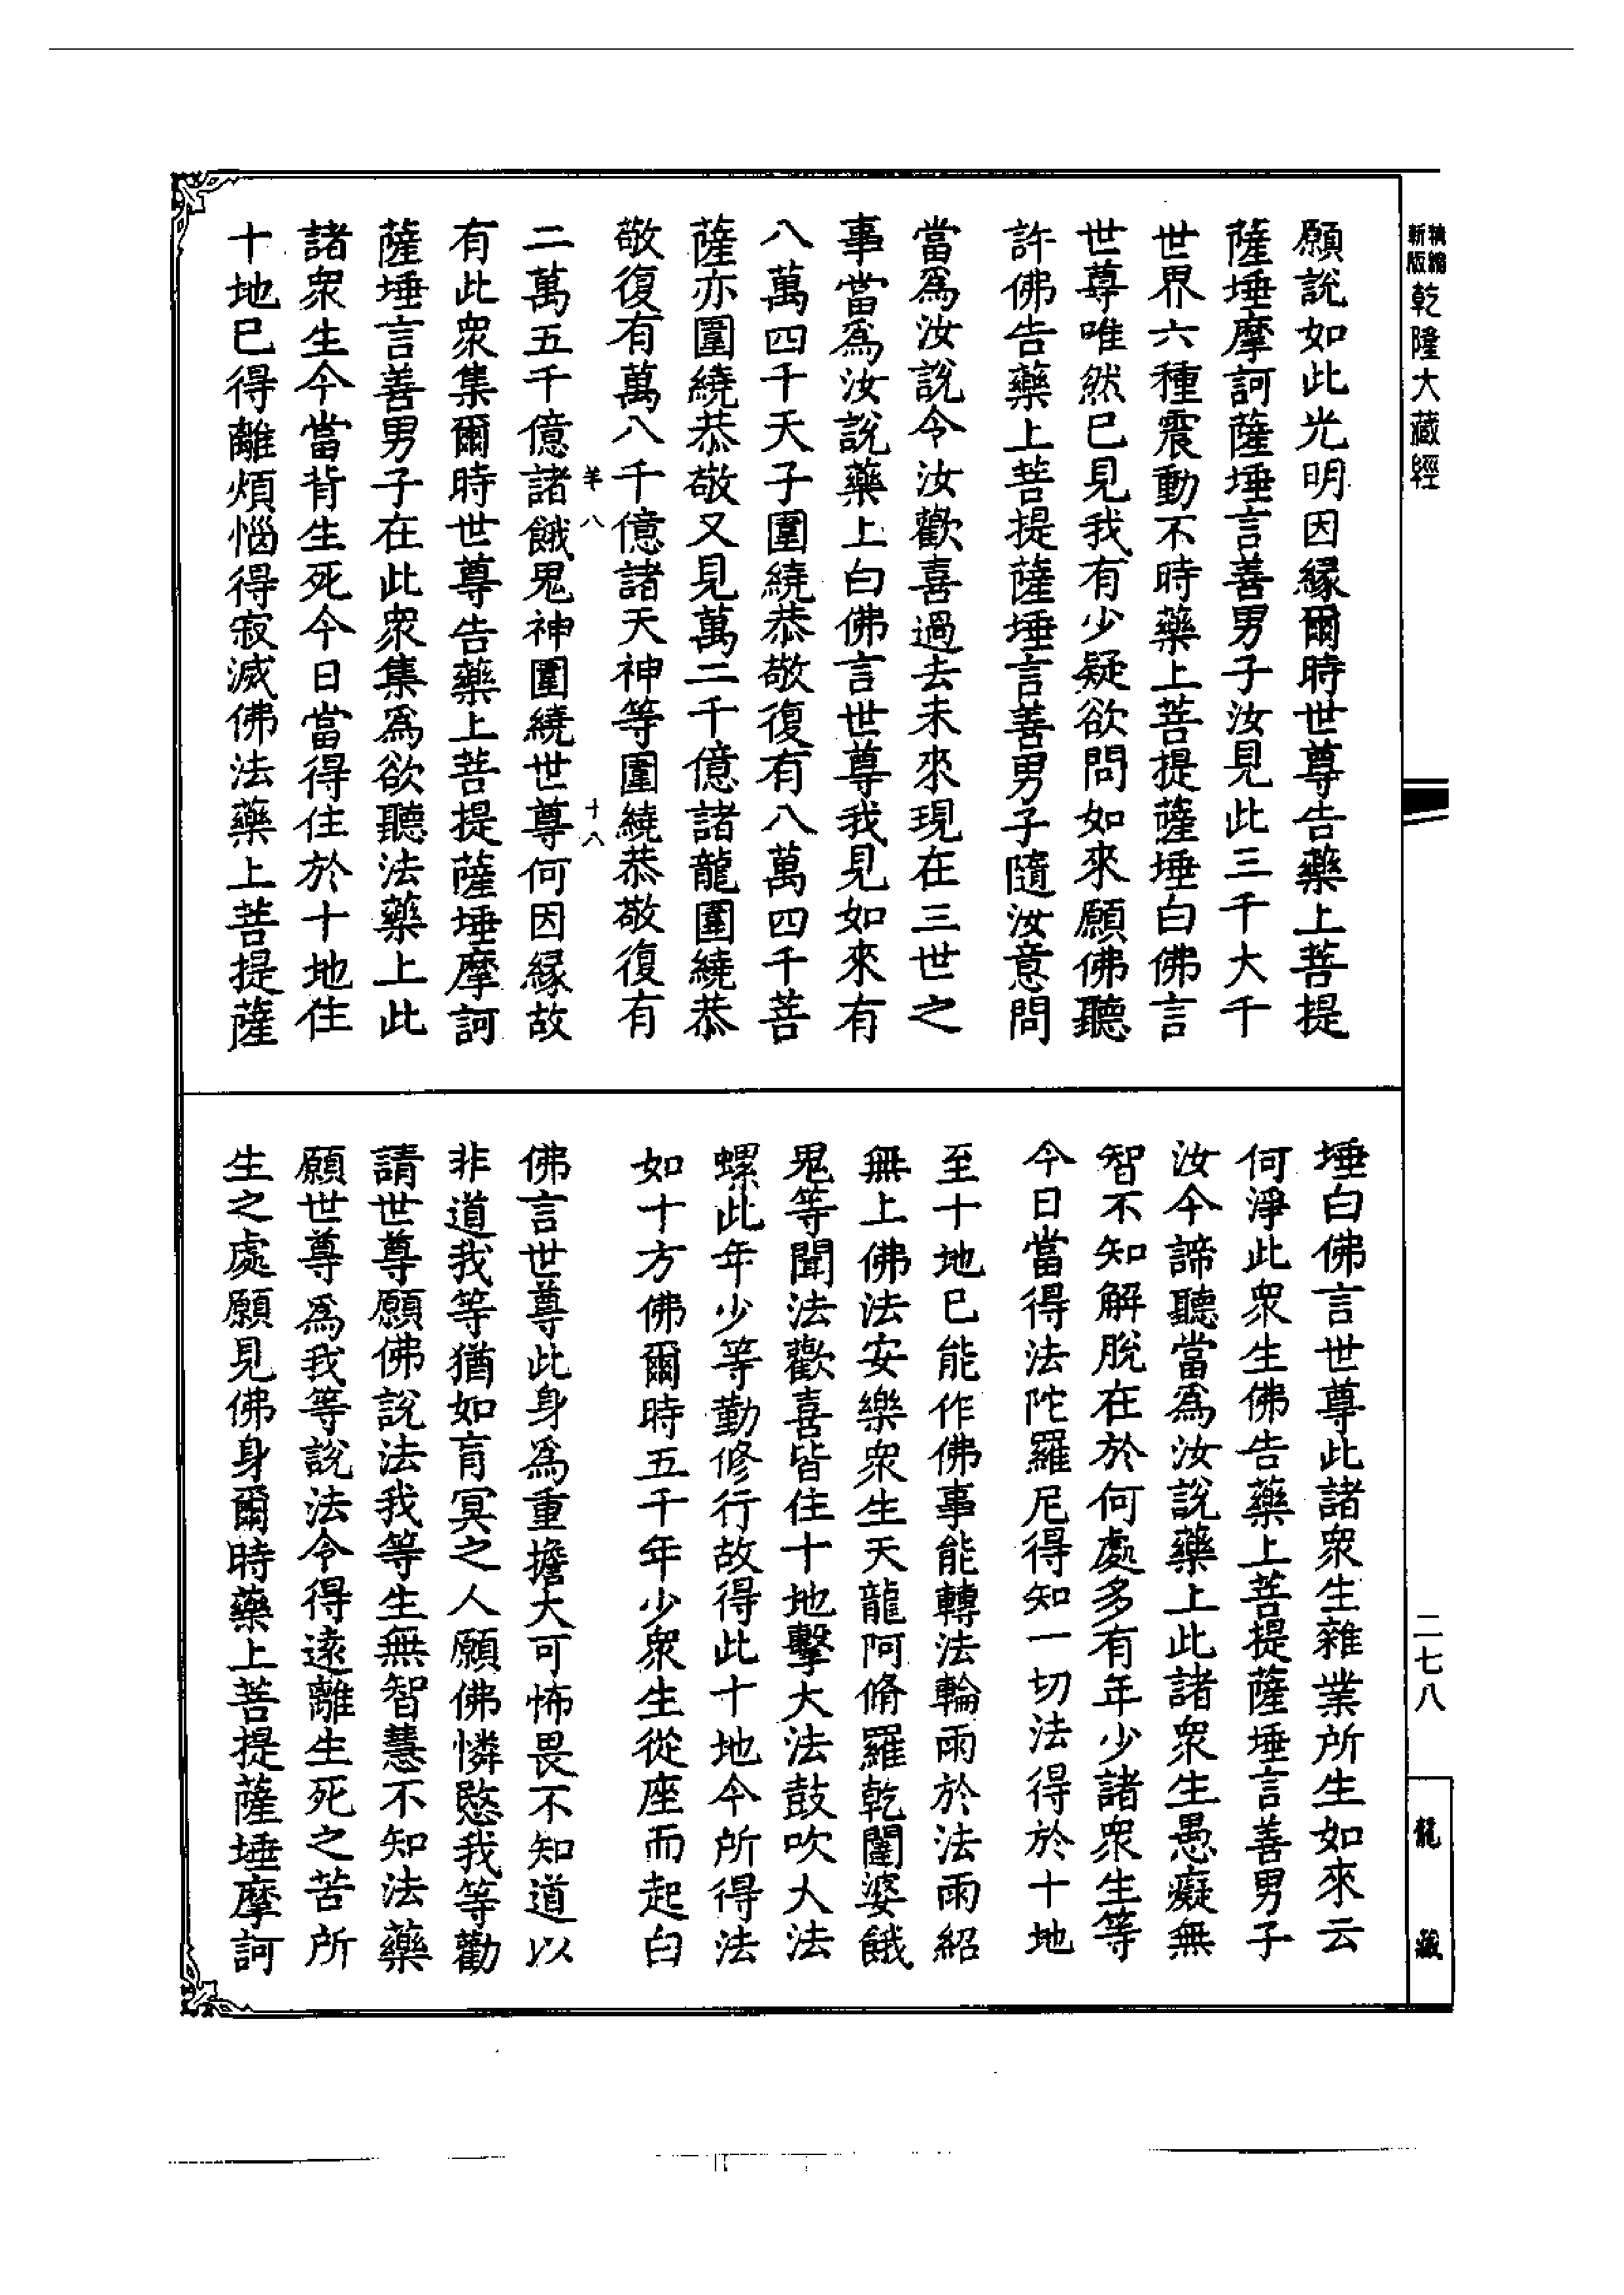 精縮
新版
乾隆大藏經
願說如此光明因緣爾時世尊告藥上菩提
薩埵摩訶薩埵言善男子汝見此三千大千
世界六種震動不時藥上菩提薩埵白佛言
世尊唯然已見我有少疑欲問如來願佛聽
許佛告藥上菩提薩埵言善男子隨汝意問
當爲汝說令汝歡喜過去未來現在三世之
事當爲汝說藥上白佛言世尊我見如來有
八萬四千天子圍繞恭敬復有八萬四千菩
薩亦圍繞恭敬又見萬二千億諸龍圍繞恭
敬復有萬八千億諸天神等圍繞恭敬復有
羊八
十八
二萬五千億諸餓鬼神圍繞世尊何因緣故
有此衆集爾時世尊告藥上菩提薩埵摩訶
薩埵言善男子在此衆集爲欲聽法藥上此
諸衆生今當背生死今日當得住於十地住
十地已得離煩惱得寂滅佛法藥上菩提薩
二七八
龍藏
埵白佛言世尊此諸衆生雜業所生如來云
何淨此衆生佛告藥上菩提薩埵言善男子
汝今諦聽當爲汝說藥上此諸衆生愚癡無
智不知解脫在於何處多有年少諸衆生等
今日當得法陀羅尼得知一切法得於十地
至十地已能作佛事能轉法輪雨於法雨紹
無上佛法安樂衆生天龍阿脩羅乾闥婆餓
鬼等聞法歡喜皆住十地擊大法鼓吹大法
螺此年少等勤修行故得此十地今所得法
如十方佛爾時五千年少衆生從座而起白
佛言世尊此身爲重擔大可怖畏不知道以
非道我等猶如盲冥之人願佛憐愍我等勸
請世尊願佛說法我等生無智慧不知法藥
願世尊爲我等說法令得遠離生死之苦所
生之處願見佛身爾時藥上菩提薩埵摩訶